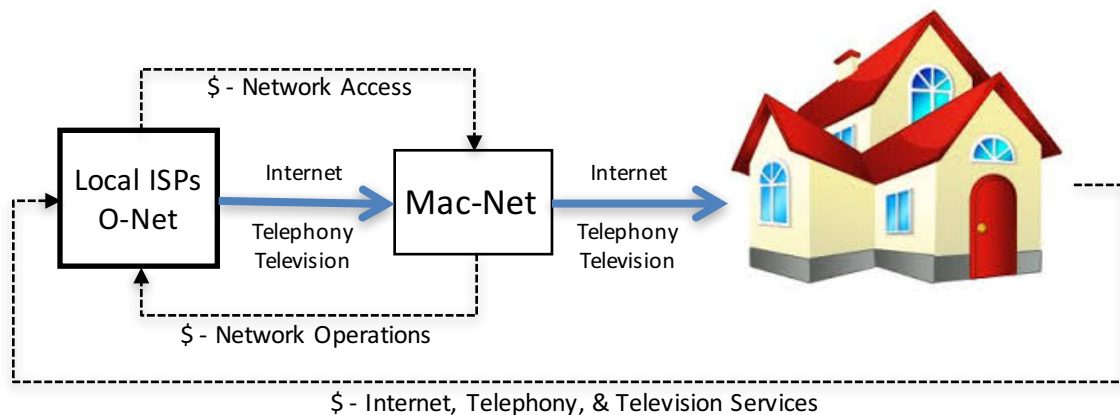 $ - Network Access
Local ISPs
O-Net
Internet
Telephony
Television
Mac-Net
Internet
Telephony
Television
$ - Network Operations
$ - Internet, Telephony, & Television Services